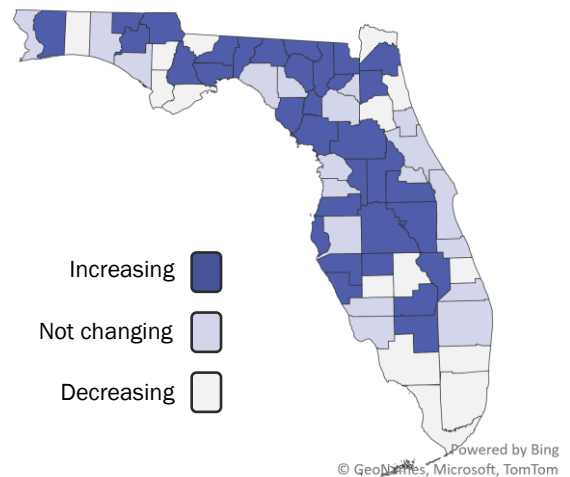 Increasing
Not changing
Decreasing
Powered by Bing
© GeoNames, Microsoft, TomTom